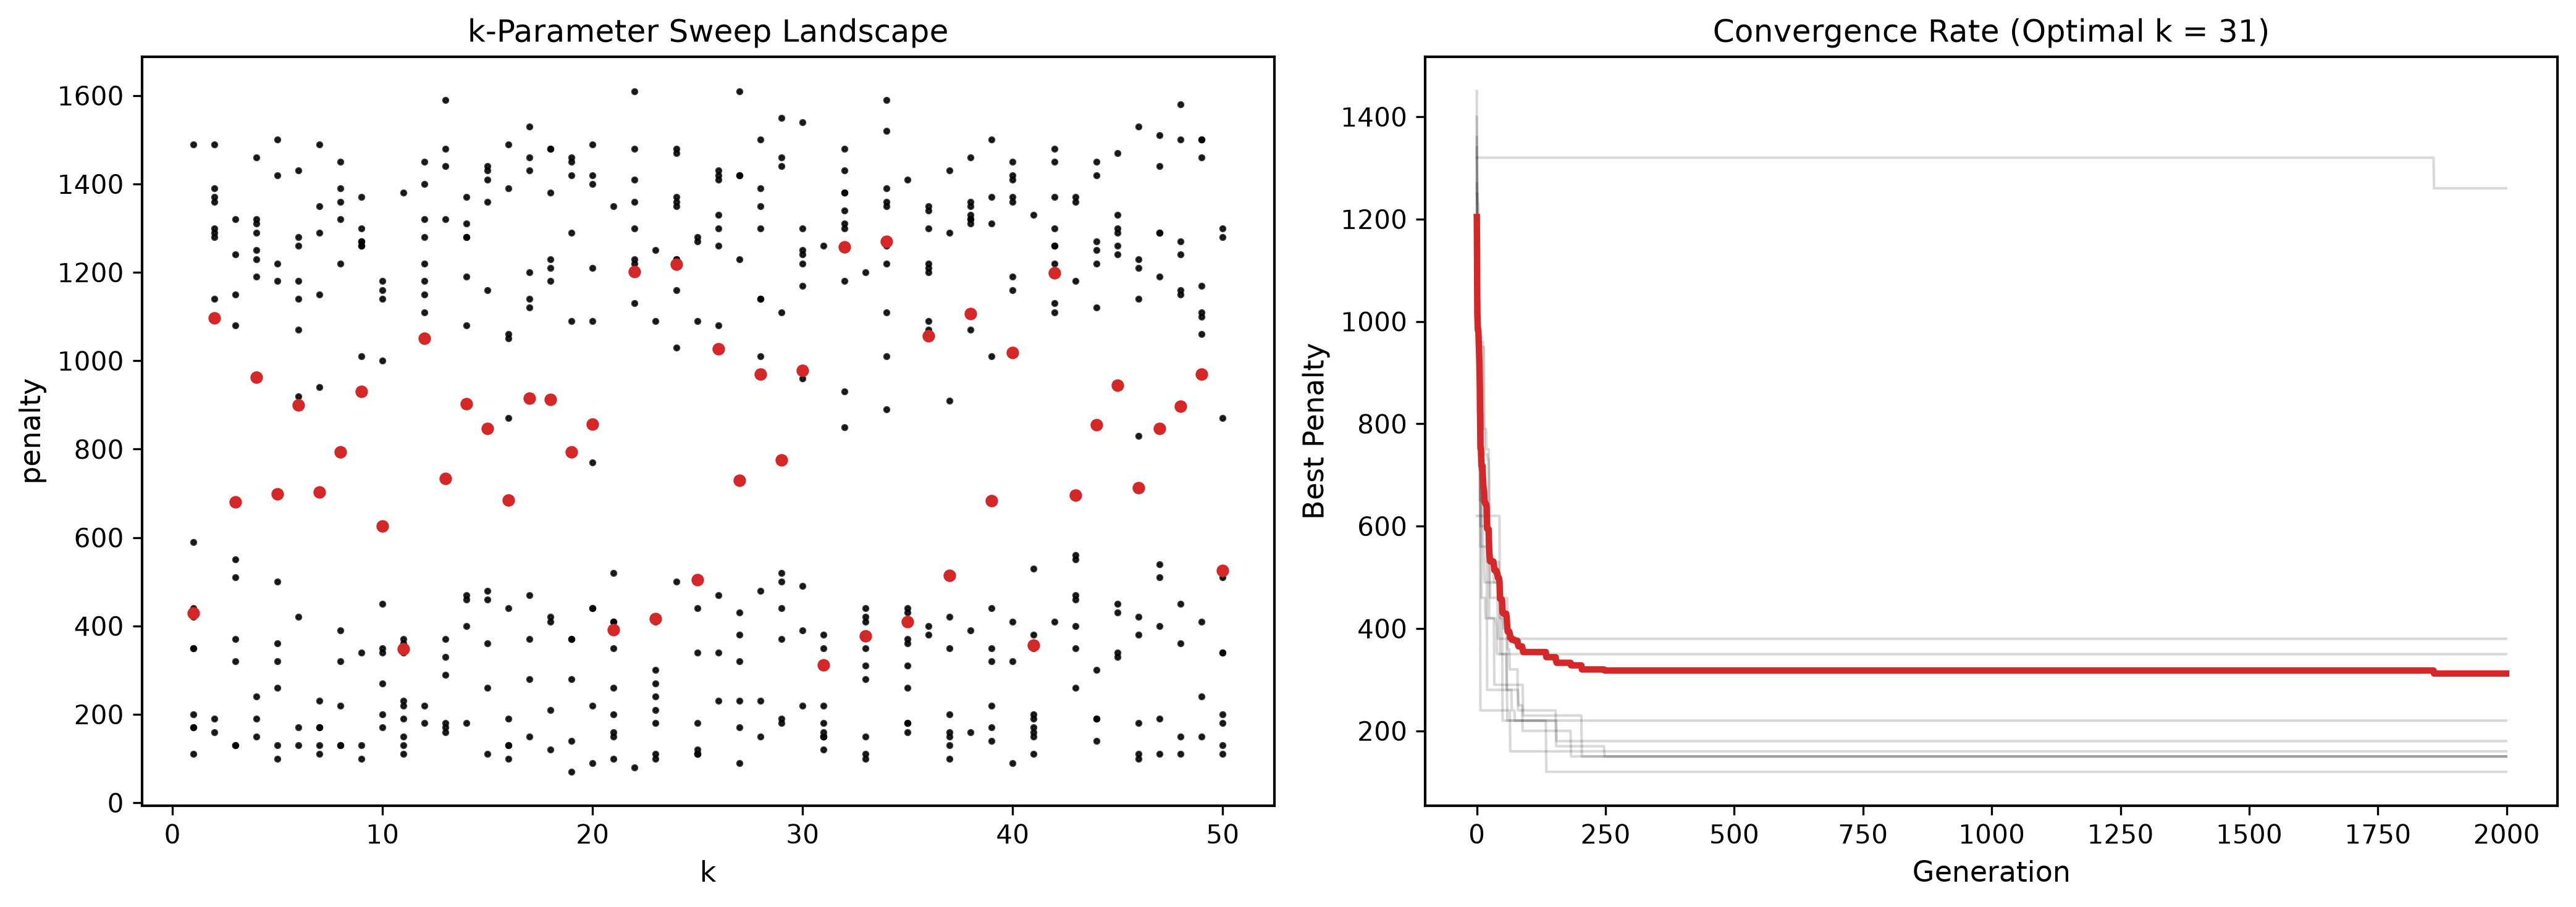 k-Parameter Sweep Landscape
penalty
1600
1400
1200
1000
800
600
400
200
0
0 10 20 30 40 50
k
Convergence Rate (Optimal k = 31)
Best Penalty
1400
1200
1000
800
600
400
200
0 250 500 750 1000 1250 1500 1750 2000
Generation